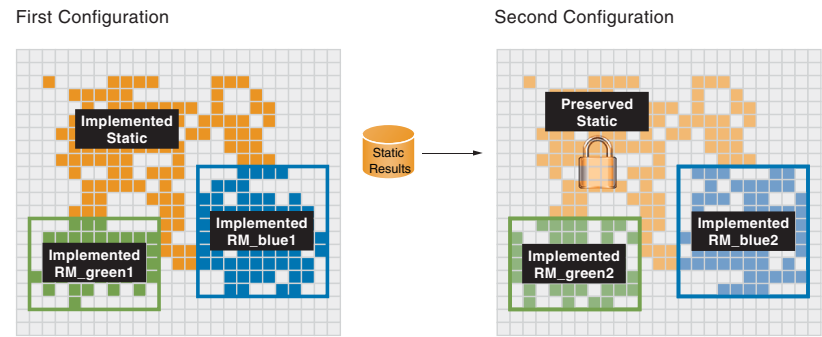 First Configuration
Second Configuration
Implemented
Static
Implemented
RM_blue1
Implemented
RM_green1
Static
Results
Preserved
Static
Implemented
RM_blue2
Implemented
RM_green2